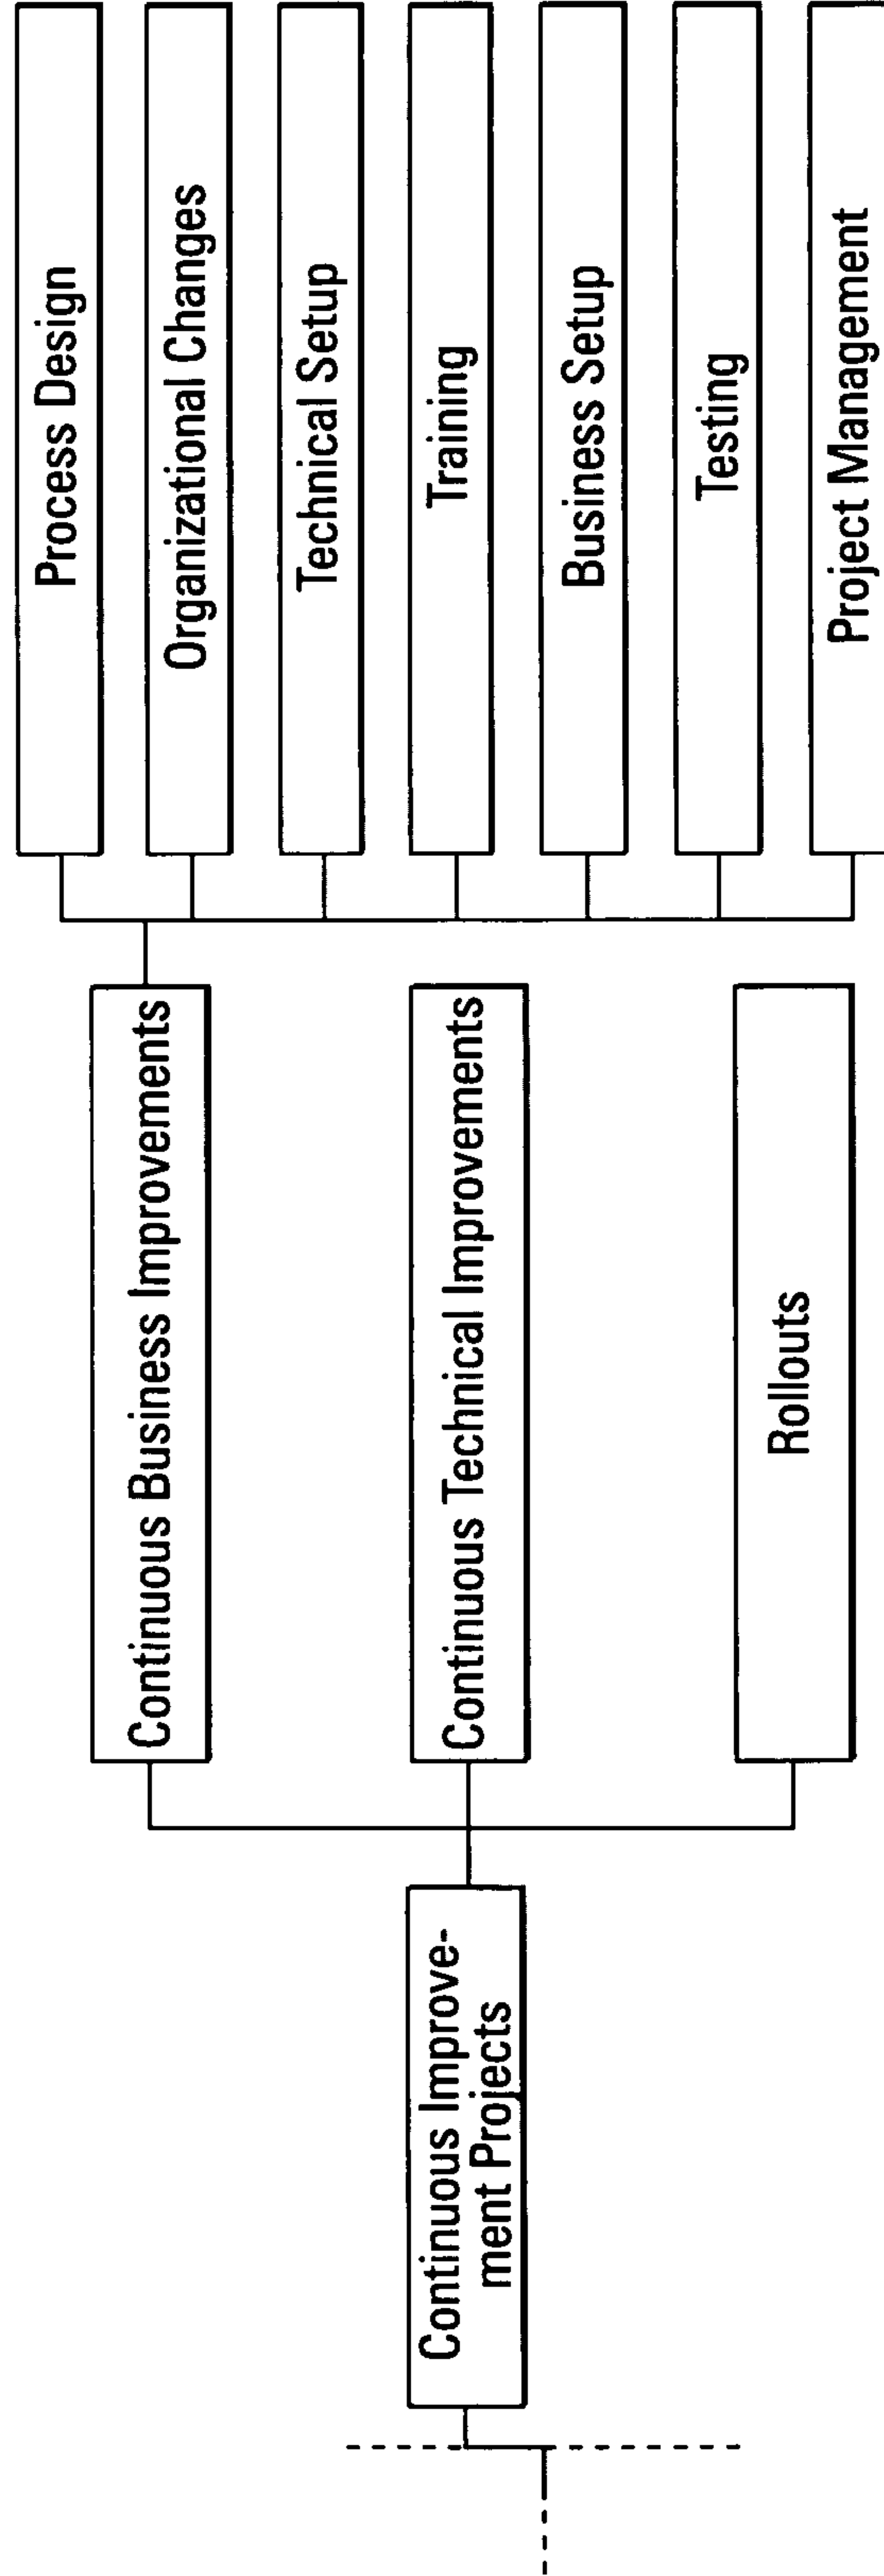 Continuous Improve-
ment Projects
Continuous Business Improvements
Continuous Technical Improvements
Rollouts
Process Design
Organizational Changes
Technical Setup
Training
Business Setup
Testing
Project Management